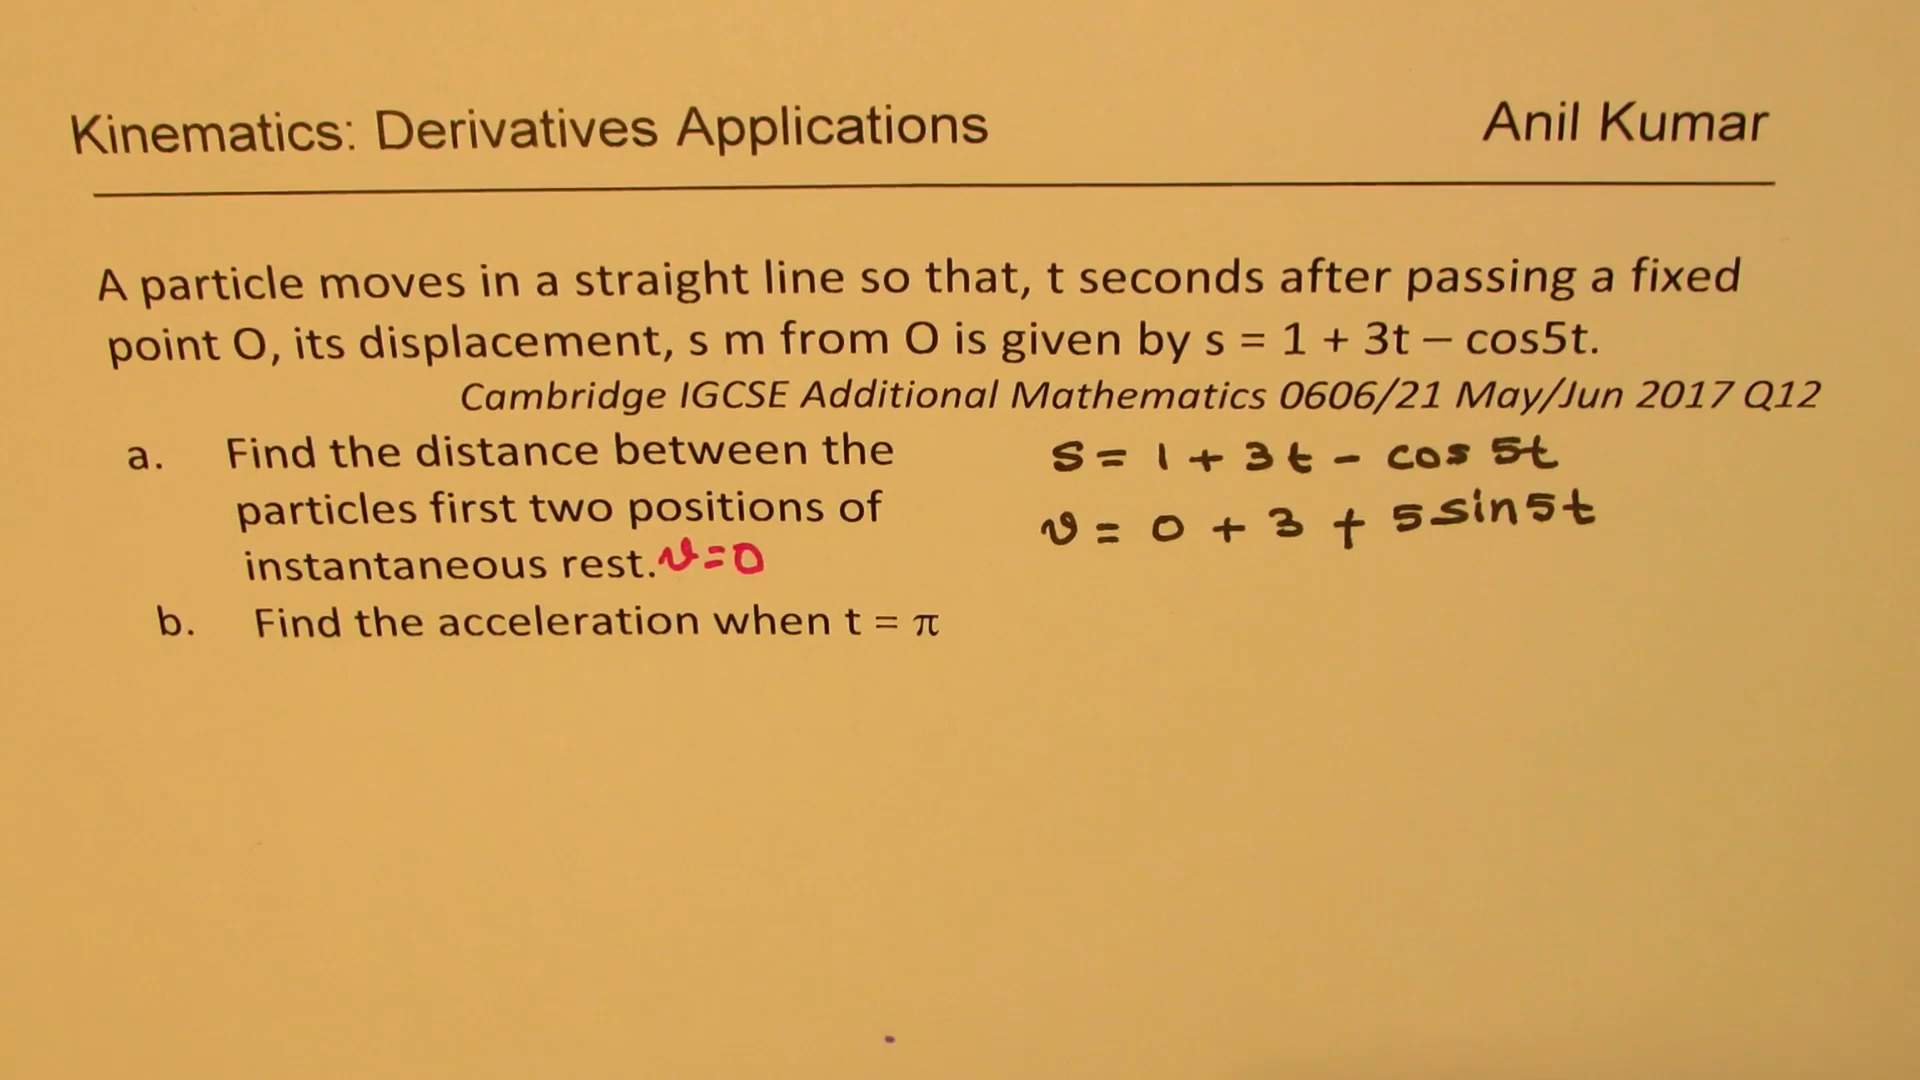 Kinematics: Derivatives Applications
Anil Kumar
A particle moves in a straight line so that, t seconds after passing a fixed
point O, its displacement, s m from O is given by s = 1 + 3t – cos5t.
Cambridge IGCSE Additional Mathematics 0606/21 May/Jun 2017 Q12
a. Find the distance between the
particles first two positions of
instantaneous rest. v=0
b. Find the acceleration when t = π
s = 1 + 3t - cos 5t
v = 0 + 3 + 5 sin5t